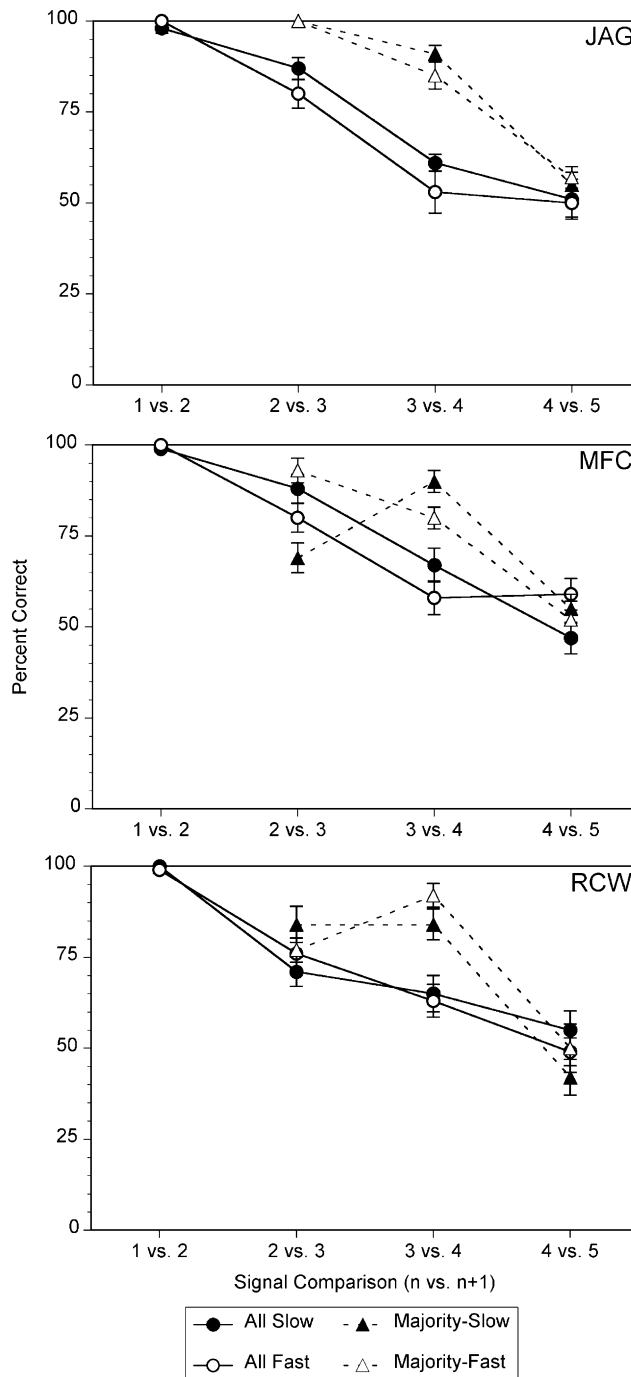 100
JAG
75
50
25
0
1 vs. 2 2 vs. 3 3 vs. 4 4 vs. 5
100
MFC
75
50
25
0
1 vs. 2 2 vs. 3 3 vs. 4 4 vs. 5
Percent Correct
100
RCW
75
50
25
0
1 vs. 2 2 vs. 3 3 vs. 4 4 vs. 5
Signal Comparison (n vs. n+1)
All Slow Majority-Slow
All Fast Majority-Fast